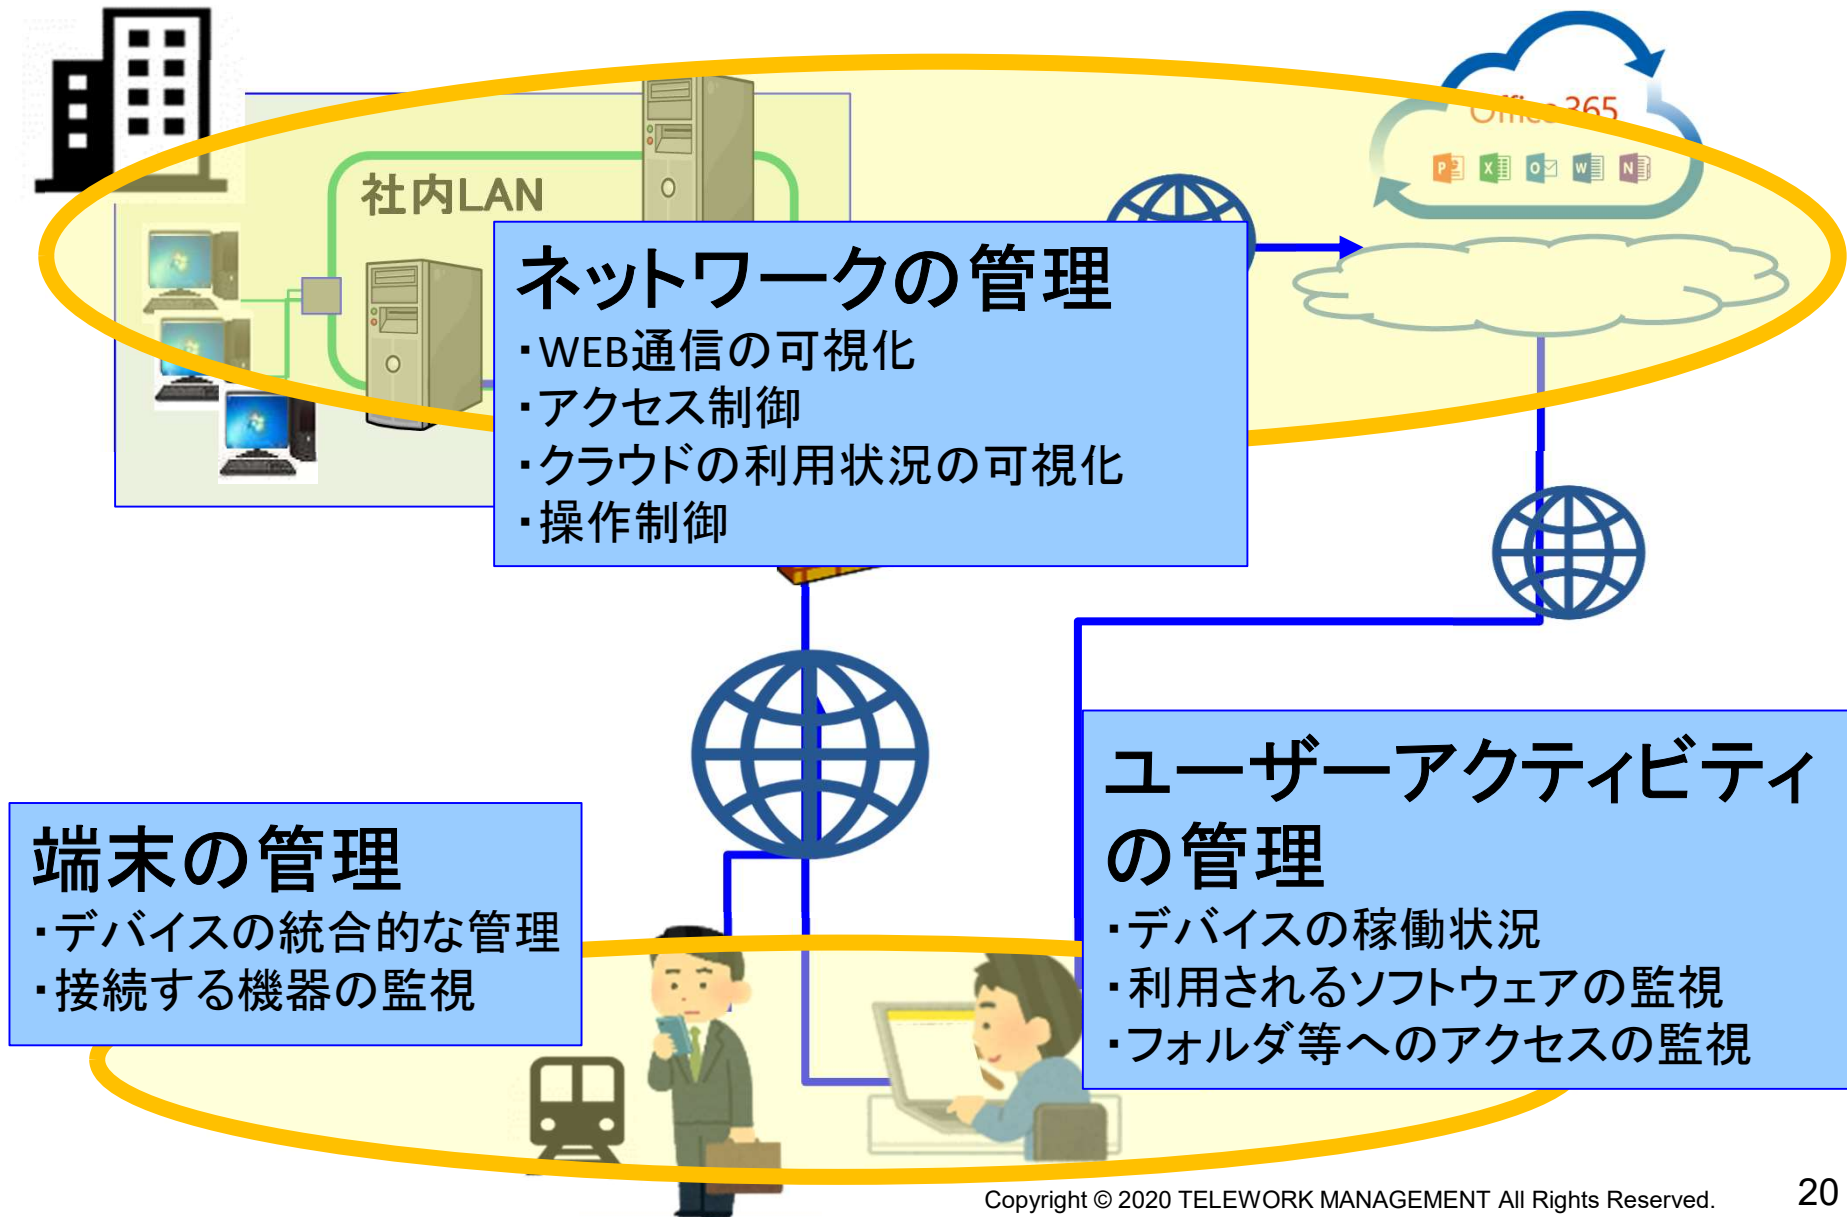 Office 365
P
X
O
W
N
社内LAN
ネットワークの管理
・WEB通信の可視化
・アクセス制御
・クラウドの利用状況の可視化
・操作制御
ユーザーアクティビティ
の管理
・デバイスの稼働状況
・利用されるソフトウェアの監視
・フォルダ等へのアクセスの監視
端末の管理
・デバイスの統合的な管理
・接続する機器の監視
Copyright © 2020 TELEWORK MANAGEMENT All Rights Reserved.
20